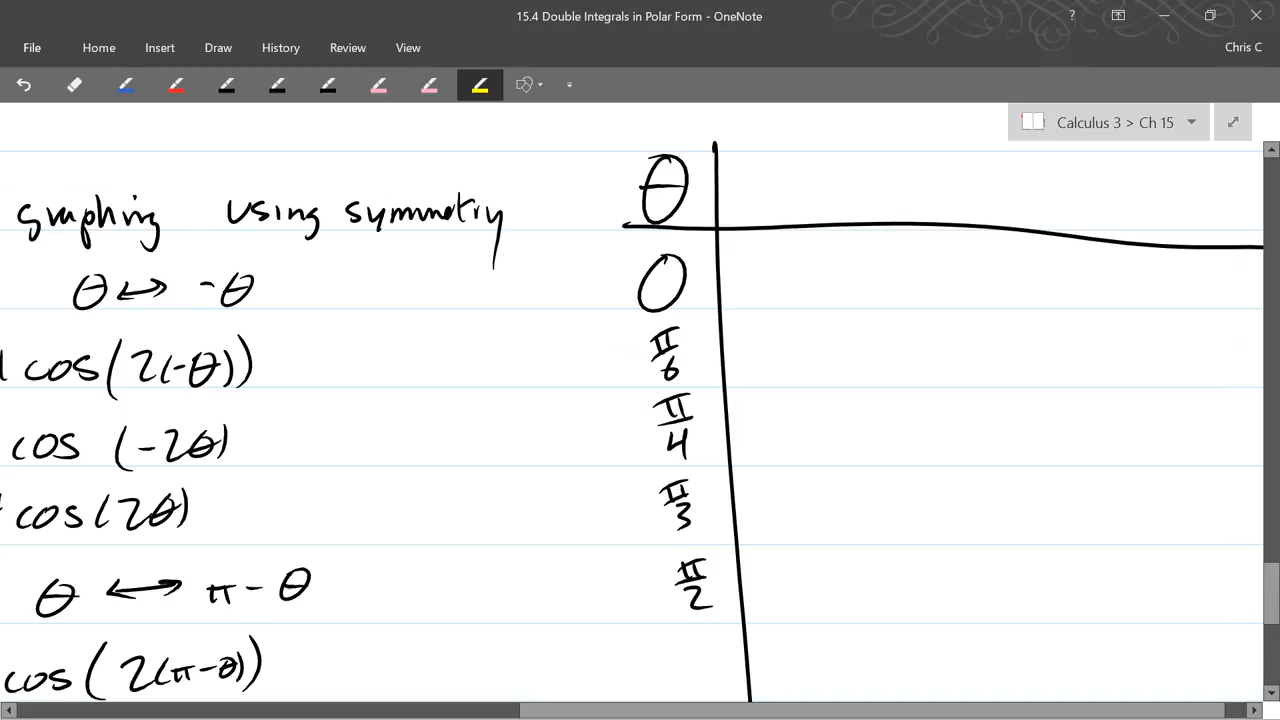 15.4 Double Integrals in Polar Form - OneNote
File Home Insert Draw History Review View Chris C
Calculus 3 > Ch 15
graphing using symmetry
θ ↔ -θ
cos(2(-θ))
cos (-2θ)
cos(2θ)
θ ↔ π - θ
cos(2(π-θ))
θ
0
π/6
π/4
π/3
π/2